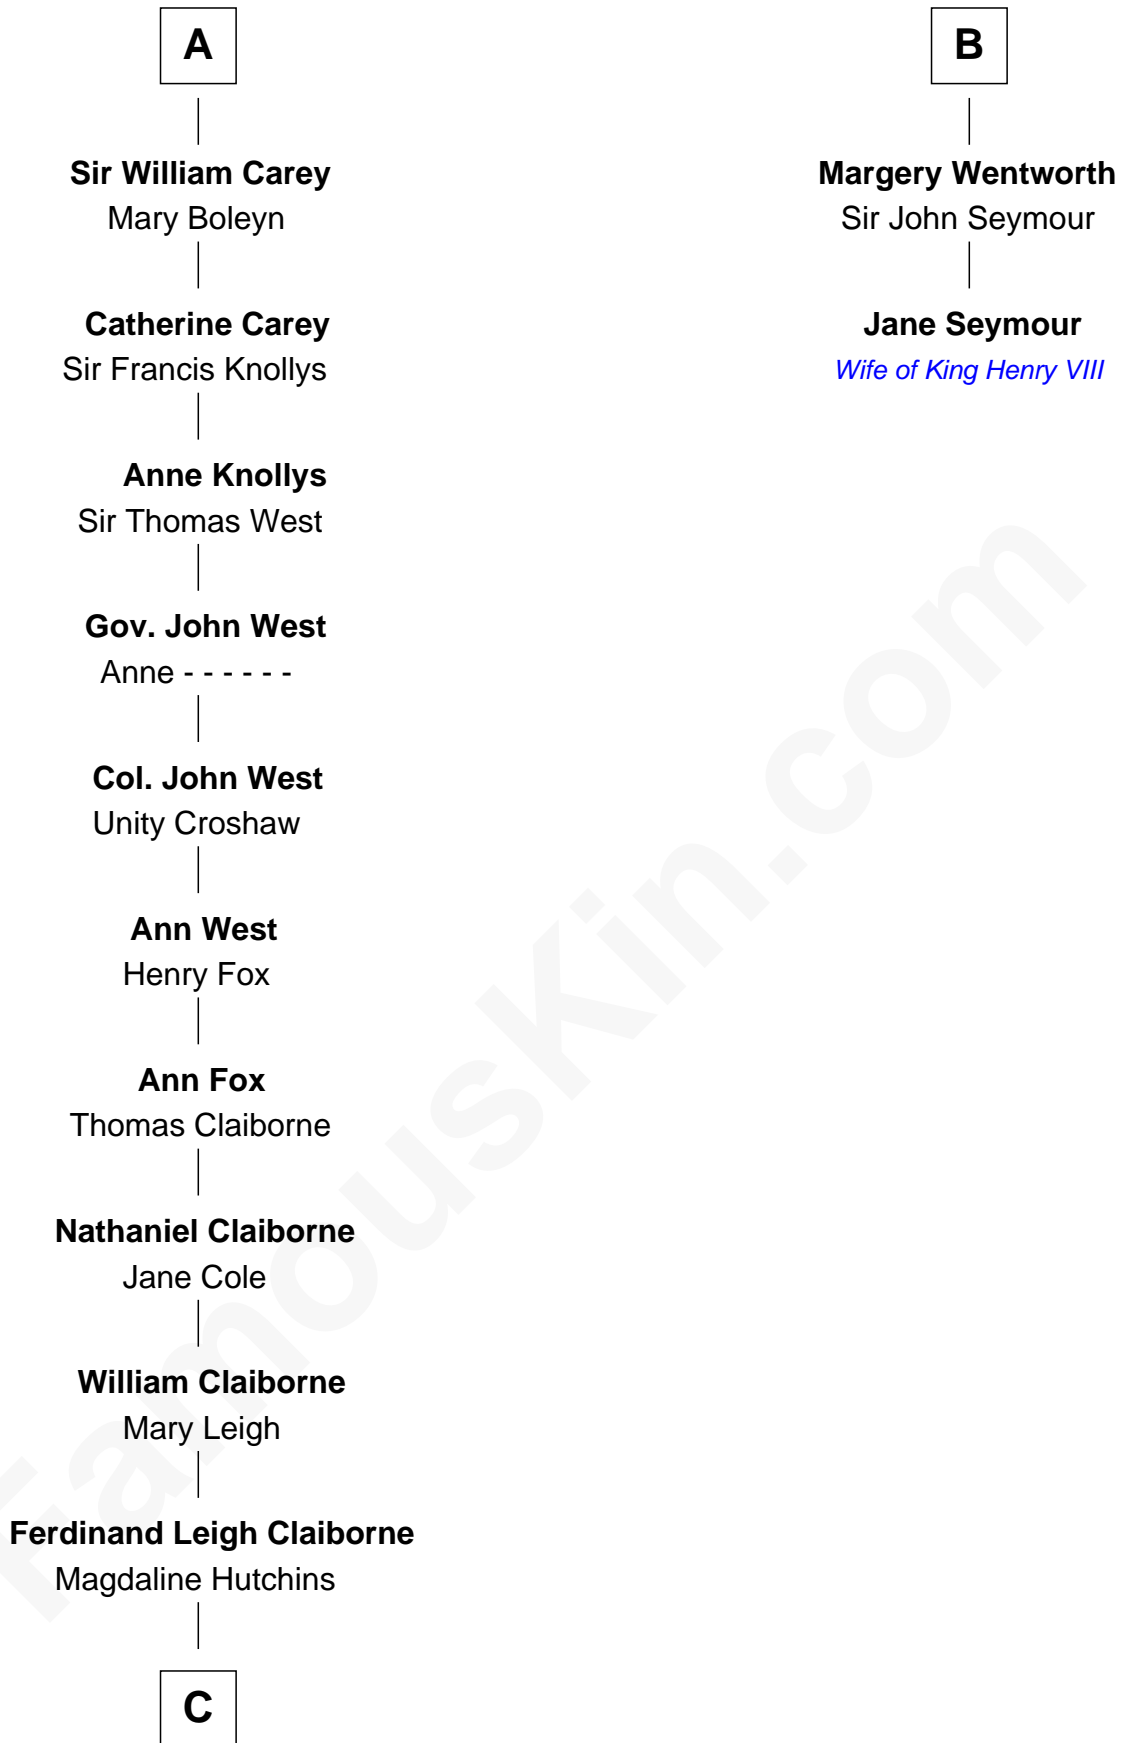 A
Sir William Carey
Mary Boleyn
Catherine Carey
Sir Francis Knollys
Anne Knollys
Sir Thomas West
Gov. John West
Anne - - - - - -
Col. John West
Unity Croshaw
Ann West
Henry Fox
Ann Fox
Thomas Claiborne
Nathaniel Claiborne
Jane Cole
William Claiborne
Mary Leigh
Ferdinand Leigh Claiborne
Magdaline Hutchins
C
B
Margery Wentworth
Sir John Seymour
Jane Seymour
Wife of King Henry VIII
FamousKin.com